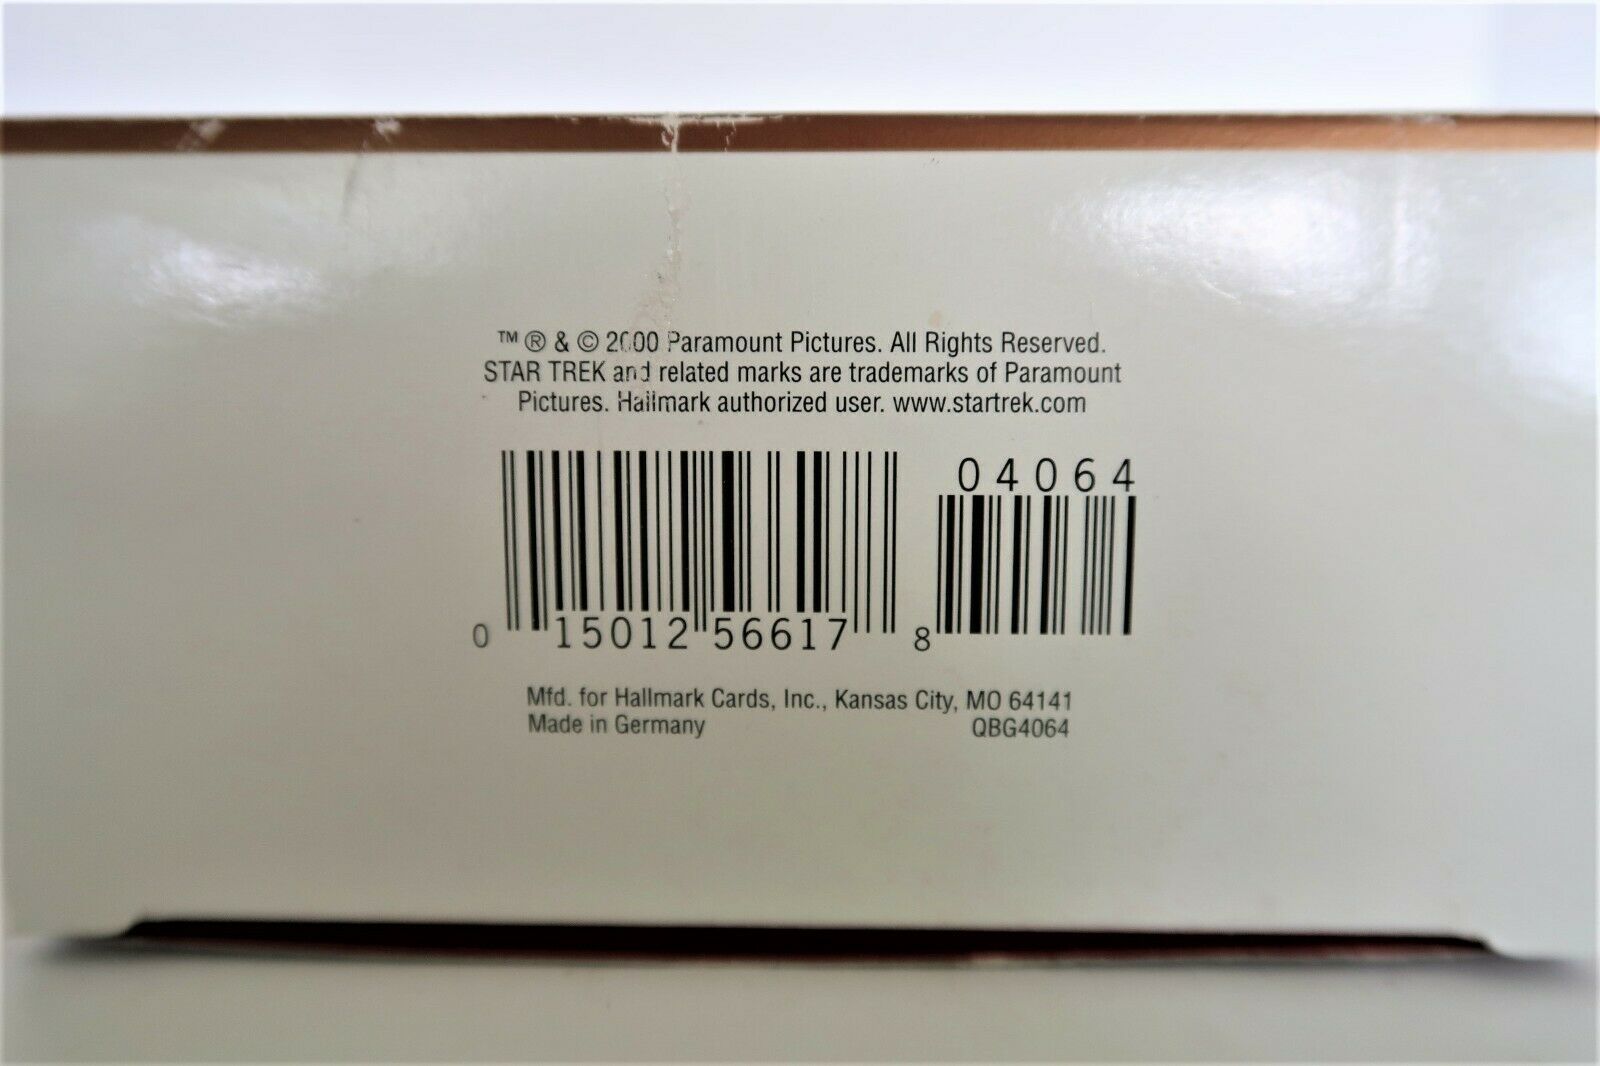 ™ ® & © 2000 Paramount Pictures. All Rights Reserved.
STAR TREK and related marks are trademarks of Paramount
Pictures. Hallmark authorized user. www.startrek.com
04064
0 15012 56617 8
Mfd. for Hallmark Cards, Inc., Kansas City, MO 64141
Made in Germany QBG4064